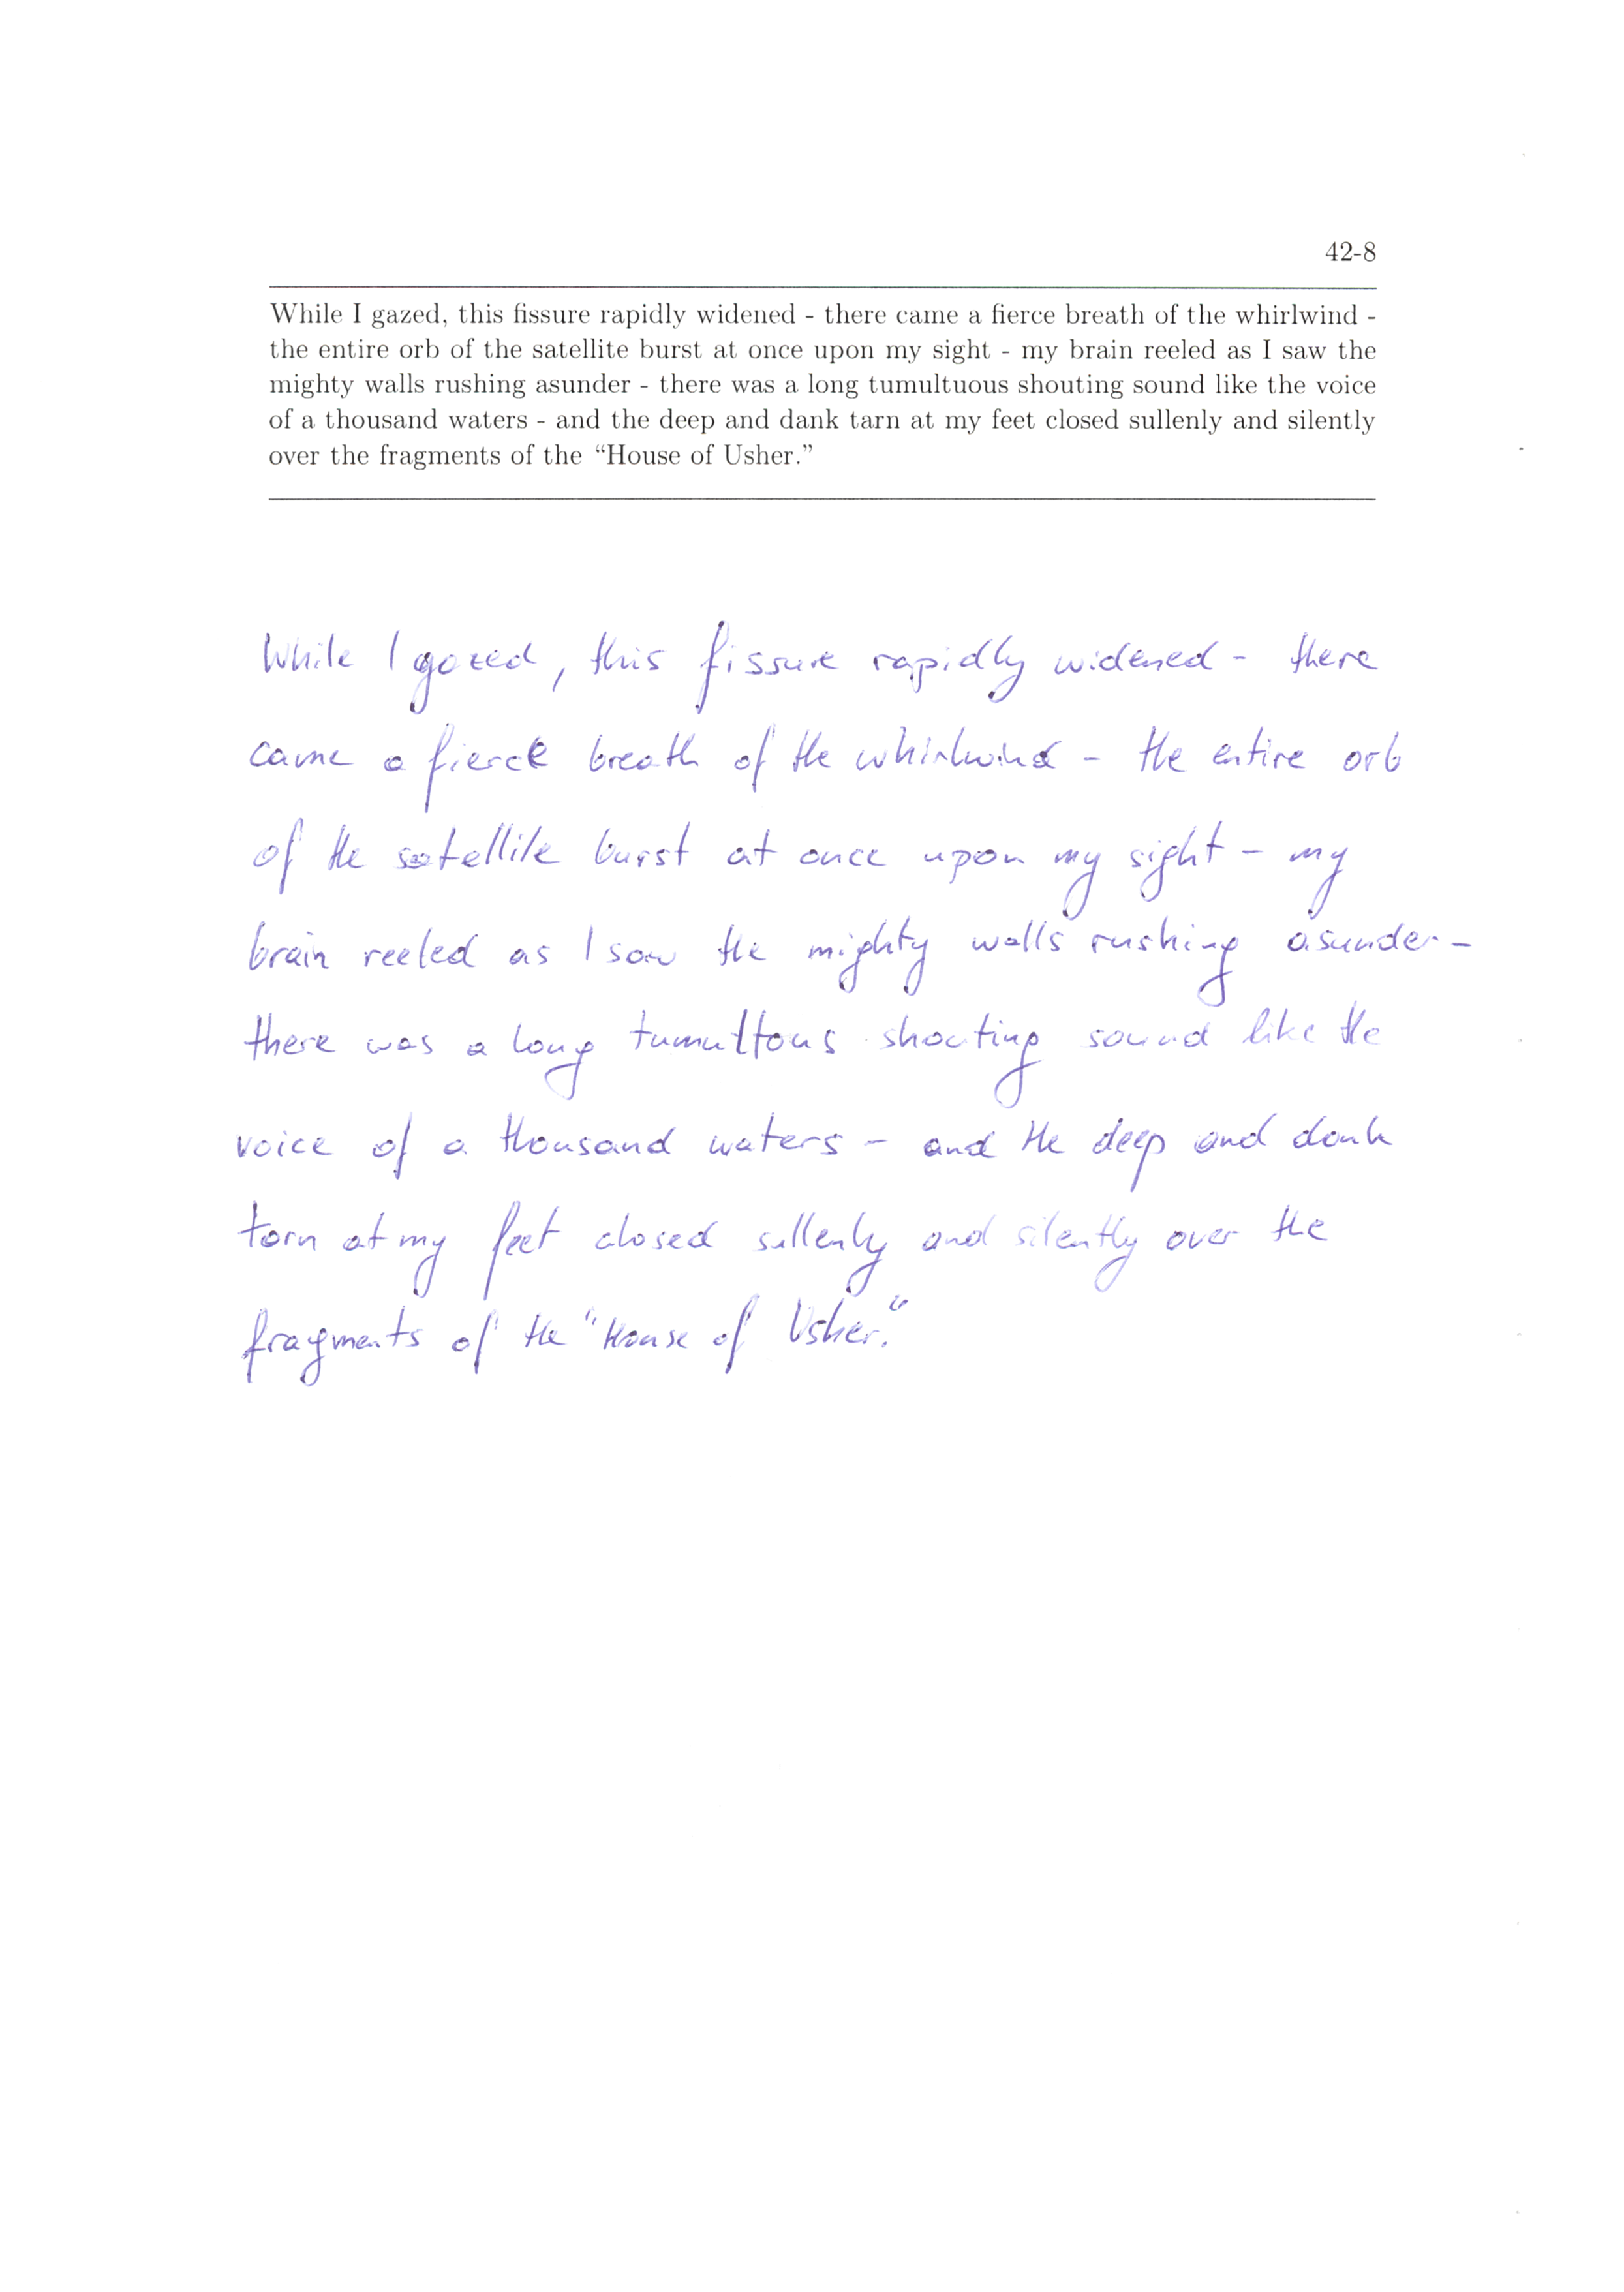 42-8
While I gazed, this fissure rapidly widened - there came a fierce breath of the whirlwind -
the entire orb of the satellite burst at once upon my sight - my brain reeled as I saw the
mighty walls rushing asunder - there was a long tumultuous shouting sound like the voice
of a thousand waters - and the deep and dank tarn at my feet closed sullenly and silently
over the fragments of the “House of Usher.”
While I gazed, this fissure rapidly widened - there
came a fierce breath of the whirlwind - the entire orb
of the satellite burst at once upon my sight - my
brain reeled as I saw the mighty walls rushing asunder -
there was a long tumultous shouting sound like the
voice of a thousand waters - and the deep and dank
tarn at my feet closed sullenly and silently over the
fragments of the "House of Usher."